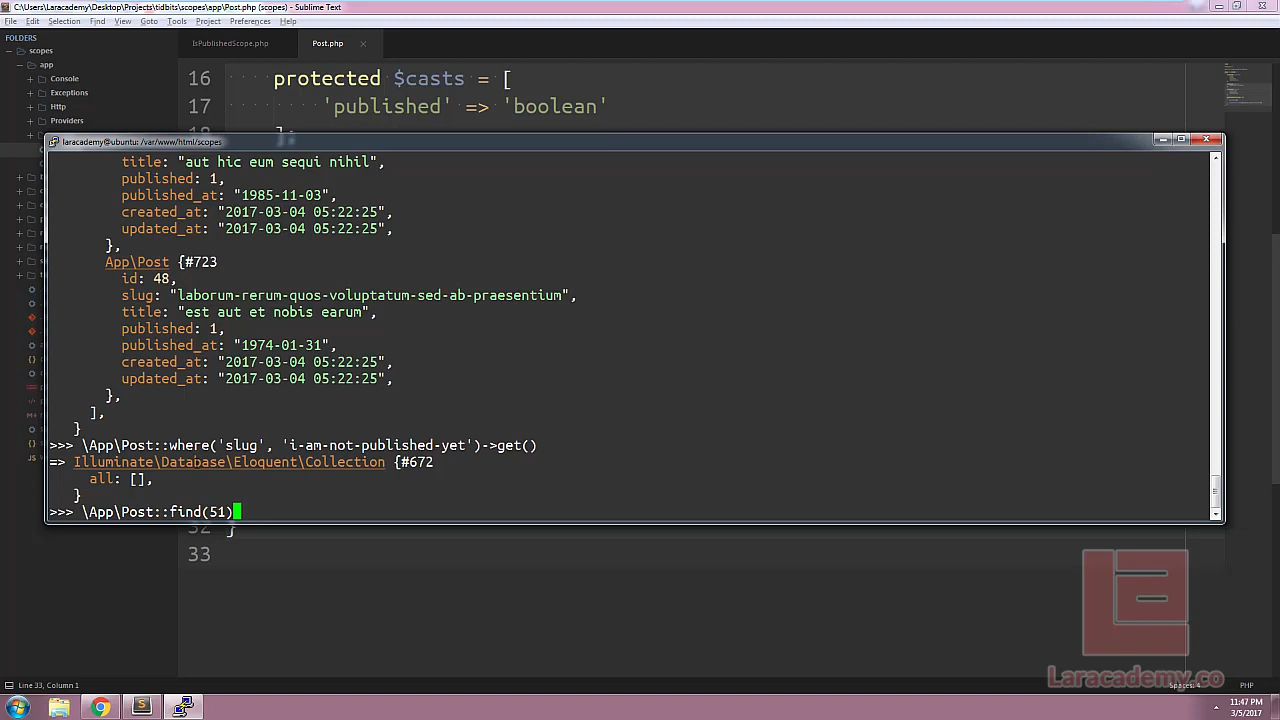 C:\Users\Laracademy\Desktop\Projects\tidbits\scopes\app\Post.php (scopes) - Sublime Text
File Edit Selection Find View Goto Tools Project Preferences Help
FOLDERS
scopes
app
Console
Exceptions
Http
Providers
IsPublishedScope.php
Post.php
16 protected $casts = [
17 'published' => 'boolean'
laracademy@ubuntu: /var/www/html/scopes
title: "aut hic eum sequi nihil",
published: 1,
published_at: "1985-11-03",
created_at: "2017-03-04 05:22:25",
updated_at: "2017-03-04 05:22:25",
},
App\Post {#723
id: 48,
slug: "laborum-rerum-quos-voluptatum-sed-ab-praesentium",
title: "est aut et nobis earum",
published: 1,
published_at: "1974-01-31",
created_at: "2017-03-04 05:22:25",
updated_at: "2017-03-04 05:22:25",
},
],
}
>>> \App\Post::where('slug', 'i-am-not-published-yet')->get()
=> Illuminate\Database\Eloquent\Collection {#672
all: [],
}
>>> \App\Post::find(51)
32 }
33
Laracademy.co
Line 33, Column 1
Spaces: 4
PHP
11:47 PM
3/5/2017